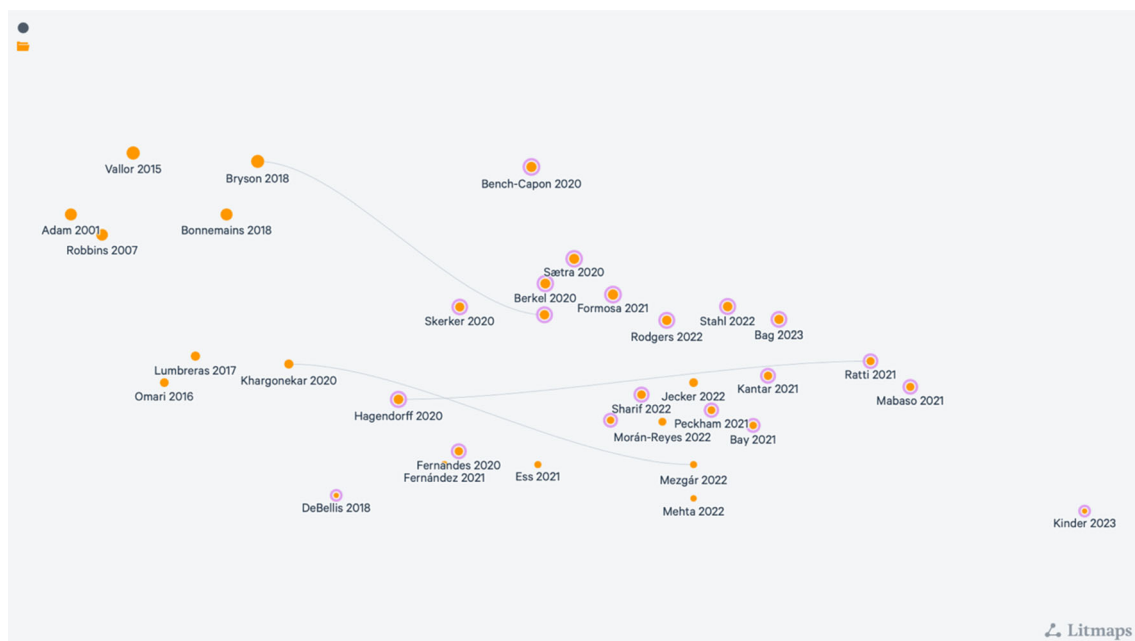 Vallor 2015
Bryson 2018
Bench-Capon 2020
Adam 2001
Bonnemains 2018
Robbins 2007
Sætra 2020
Berkel 2020
Formosa 2021
Skerker 2020
Stahl 2022
Rodgers 2022
Bag 2023
Lumbreras 2017
Khargonekar 2020
Ratti 2021
Omari 2016
Kantar 2021
Jecker 2022
Mabaso 2021
Sharif 2022
Hagendorff 2020
Peckham 2021
Morán-Reyes 2022
Bay 2021
Fernandes 2020
Fernández 2021
Ess 2021
Mezgár 2022
DeBellis 2018
Mehta 2022
Kinder 2023
Litmaps